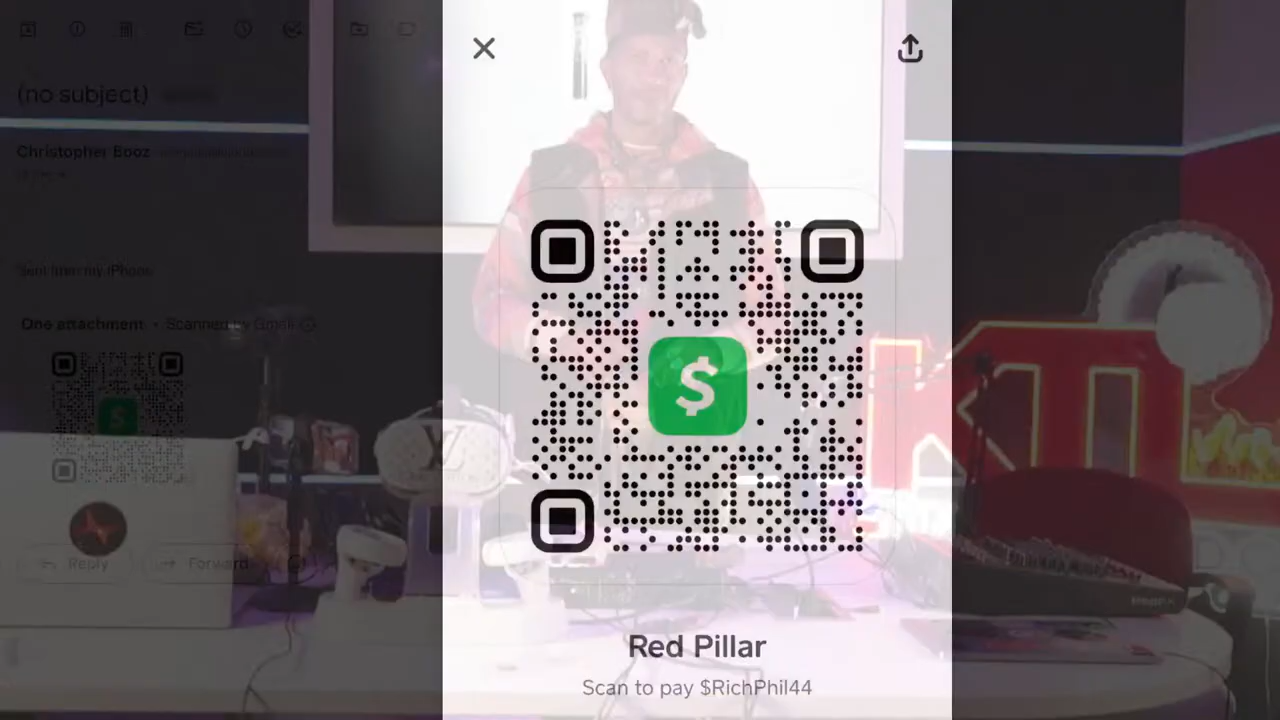 (no subject)
Christopher Booz
Sent from my iPhone
One attachment • Scanned by Gmail
Reply
Forward
$
LV
Red Pillar
Scan to pay $RichPhil44